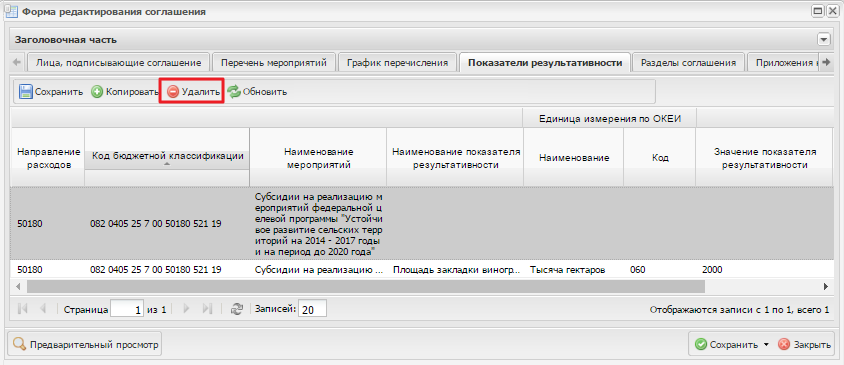 Форма редактирования соглашения
Заголовочная часть
Лица, подписывающие соглашение
Перечень мероприятий
График перечисления
Показатели результативности
Разделы соглашения
Приложения
Сохранить
Копировать
Удалить
Обновить
Единица измерения по ОКЕИ
Направление расходов
Код бюджетной классификации
Наименование мероприятий
Наименование показателя результативности
Наименование
Код
Значение показателя результативности
50180
082 0405 25 7 00 50180 521 19
Субсидии на реализацию м
ероприятий федеральной ц
елевой программы "Устойчи
вое развитие сельских терр
иторий на 2014 - 2017 годы
и на период до 2020 года"
50180
082 0405 25 7 00 50180 521 19
Субсидии на реализацию ...
Площадь закладки виногр...
Тысяча гектаров
060
2000
Страница 1 из 1
Записей: 20
Отображаются записи с 1 по 1, всего 1
Предварительный просмотр
Сохранить
Закрыть